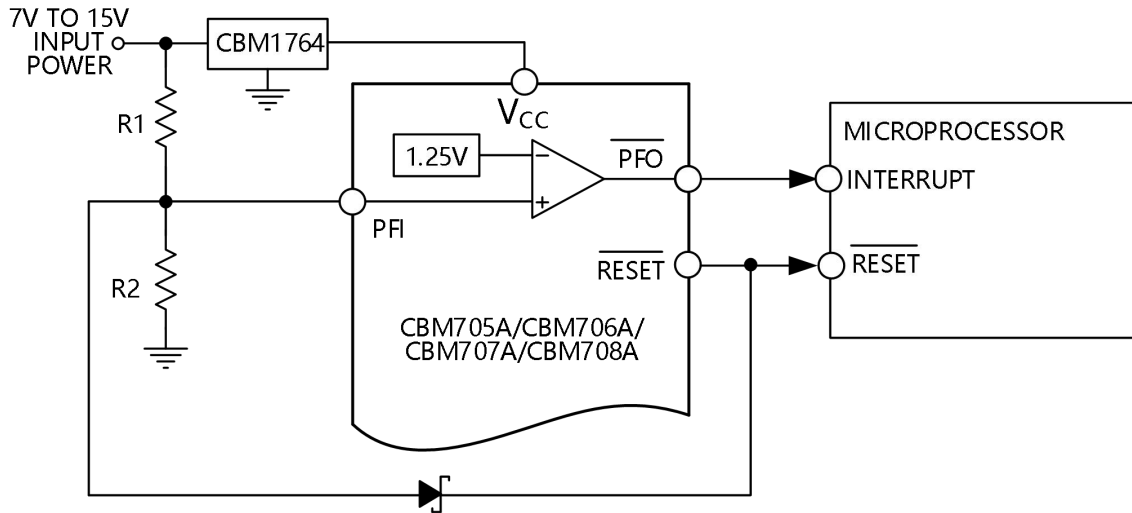 7V TO 15V
INPUT
POWER
CBM1764
R1
VCC
1.25V
−
+
PFO
PFI
RESET
R2
CBM705A/CBM706A/
CBM707A/CBM708A
MICROPROCESSOR
INTERRUPT
RESET